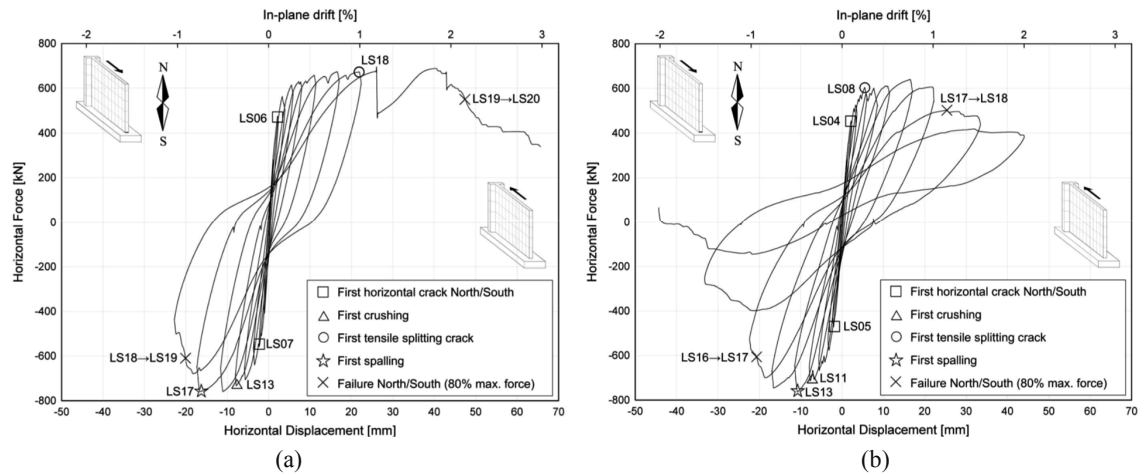 In-plane drift [%]
-2 -1 0 1 2 3
800
600
400
200
0
-200
-400
-600
-800
Horizontal Force [kN]
N
S
LS18
LS06
LS19→LS20
LS07
LS18→LS19
LS13
LS17
First horizontal crack North/South
First crushing
First tensile splitting crack
First spalling
Failure North/South (80% max. force)
-50 -40 -30 -20 -10 0 10 20 30 40 50 60 70
Horizontal Displacement [mm]
(a)
In-plane drift [%]
-2 -1 0 1 2 3
800
600
400
200
0
-200
-400
-600
-800
Horizontal Force [kN]
N
S
LS08
LS17→LS18
LS04
LS05
LS16→LS17
LS11
LS13
First horizontal crack North/South
First crushing
First tensile splitting crack
First spalling
Failure North/South (80% max. force)
-50 -40 -30 -20 -10 0 10 20 30 40 50 60 70
Horizontal Displacement [mm]
(b)